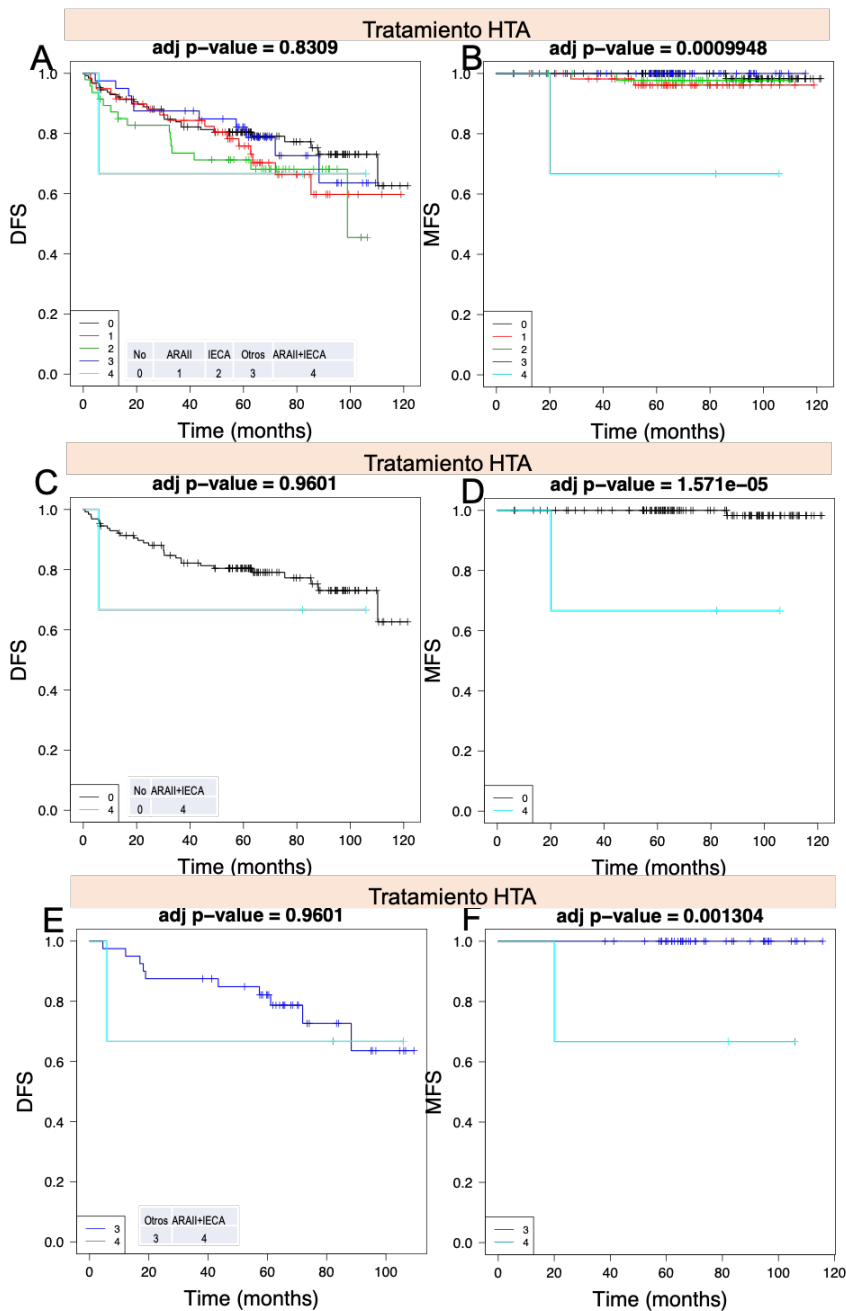 Tratamiento HTA
A
adj p−value = 0.8309
B
adj p−value = 0.0009948
DFS
1.0
0.8
0.6
0.4
0.2
0.0
0
1
2
3
4
No ARAII IECA Otros ARAII+IECA
0 1 2 3 4
0 20 40 60 80 100 120
Time (months)
MFS
1.0
0.8
0.6
0.4
0.2
0.0
0
1
2
3
4
0 20 40 60 80 100 120
Time (months)
Tratamiento HTA
C
adj p−value = 0.9601
D
adj p−value = 1.571e−05
DFS
1.0
0.8
0.6
0.4
0.2
0.0
0
4
No ARAII+IECA
0 4
0 20 40 60 80 100 120
Time (months)
MFS
1.0
0.8
0.6
0.4
0.2
0.0
0
4
0 20 40 60 80 100 120
Time (months)
Tratamiento HTA
E
adj p−value = 0.9601
F
adj p−value = 0.001304
DFS
1.0
0.8
0.6
0.4
0.2
0.0
3
4
Otros ARAII+IECA
3 4
0 20 40 60 80 100
Time (months)
MFS
1.0
0.8
0.6
0.4
0.2
0.0
3
4
0 20 40 60 80 100 120
Time (months)